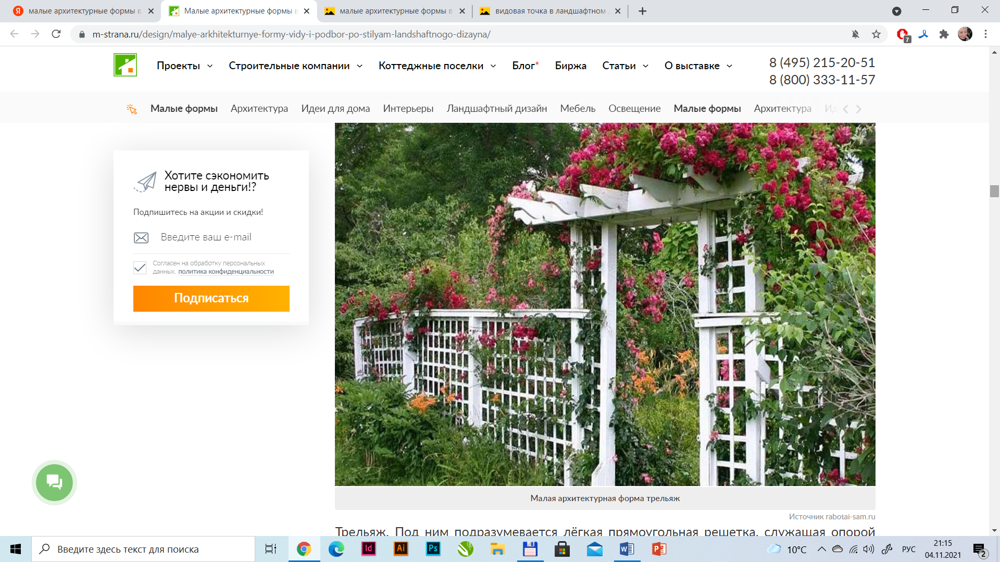 малые архитектурные формы в
Малые архитектурные формы в
малые архитектурные формы в
видовая точка в ландшафтном
m-strana.ru/design/malye-arkhitekturnye-formy-vidy-i-podbor-po-stilyam-landshaftnogo-dizayna/
7
Проекты Строительные компании Коттеджные поселки Блог* Биржа Статьи О выставке
8 (495) 215-20-51
8 (800) 333-11-57
Малые формы Архитектура Идеи для дома Интерьеры Ландшафтный дизайн Мебель Освещение Малые формы Архитектура Ид
Хотите сэкономить
нервы и деньги!?
Подпишитесь на акции и скидки!
Введите ваш e-mail
Согласен на обработку персональных
данных. политика конфиденциальности
Подписаться
Малая архитектурная форма трельяж
Источник rabotai-sam.ru
Трельяж. Под ним подразумевается лёгкая прямоугольная решетка, служащая опорой
Введите здесь текст для поиска
Id
Ai
Ps
10°C
РУС
21:15
04.11.2021
2